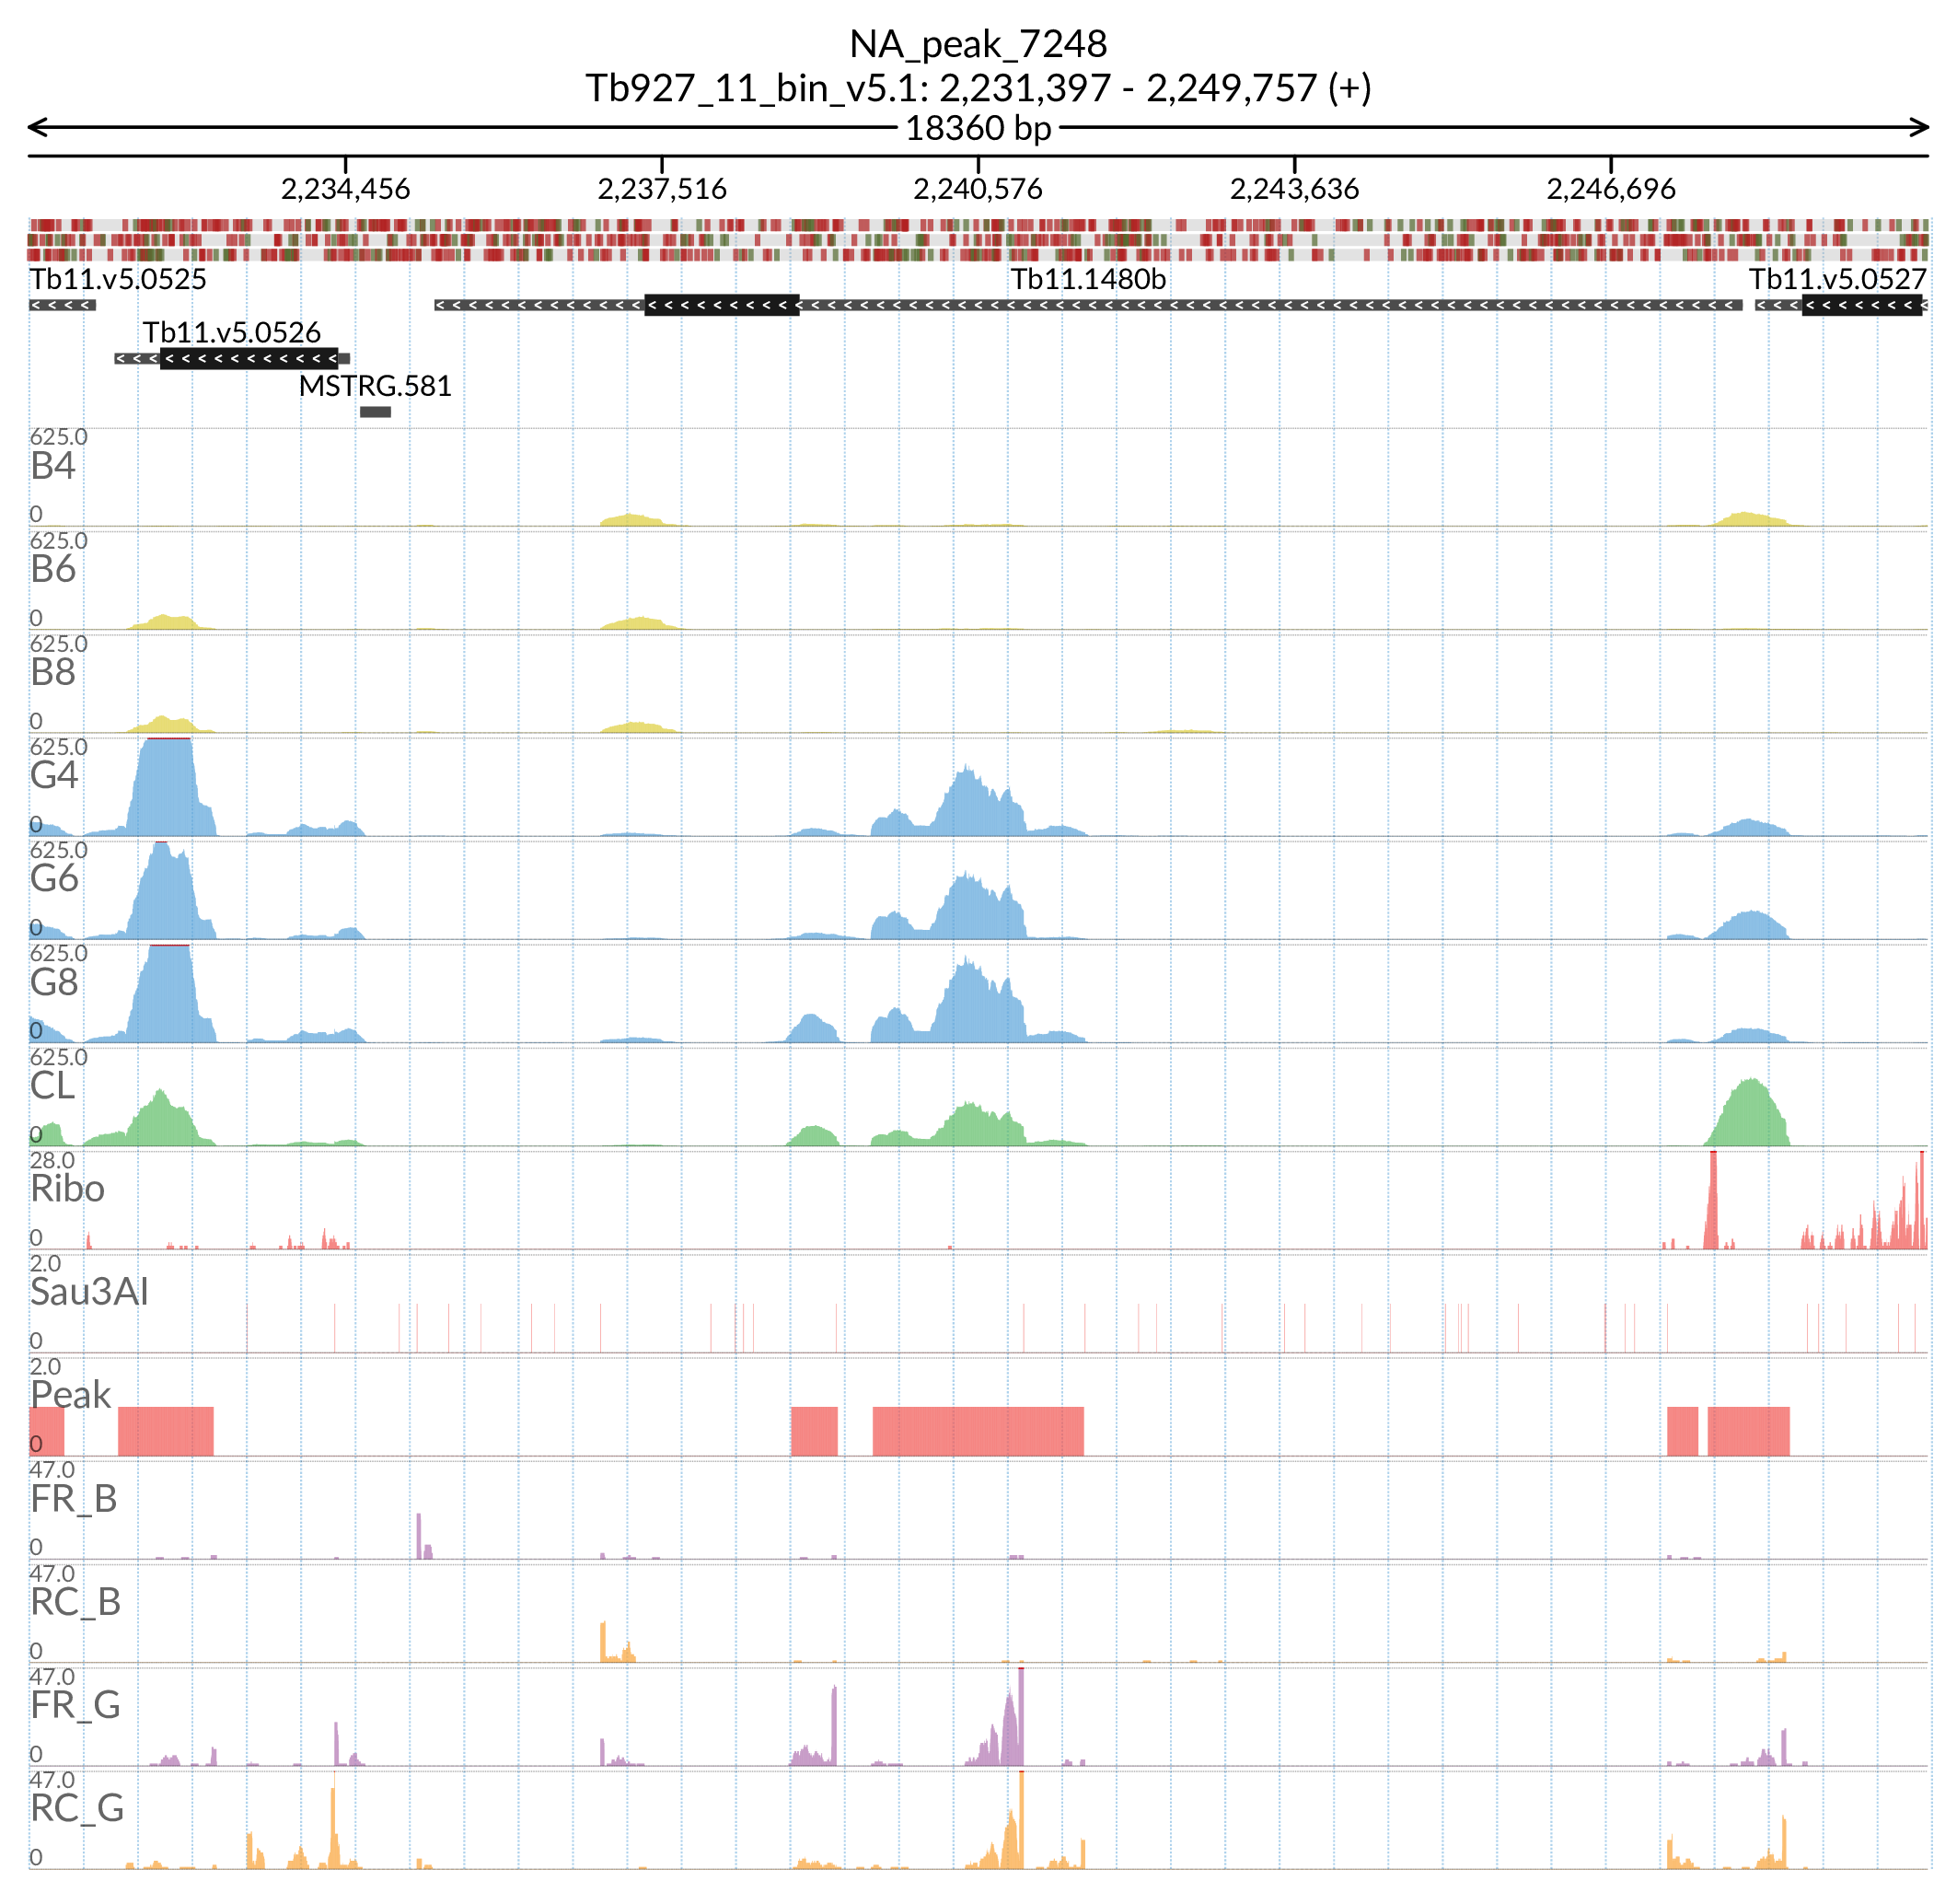 NA_peak_7248
Tb927_11_bin_v5.1: 2,231,397 - 2,249,757 (+)
18360 bp
2,234,456 2,237,516 2,240,576 2,243,636 2,246,696
Tb11.v5.0525 Tb11.1480b Tb11.v5.0527
Tb11.v5.0526
MSTRG.581
625.0
B4
0
625.0
B6
0
625.0
B8
0
625.0
G4
0
625.0
G6
0
625.0
G8
0
625.0
CL
0
28.0
Ribo
0
2.0
Sau3AI
0
2.0
Peak
0
47.0
FR_B
0
47.0
RC_B
0
47.0
FR_G
0
47.0
RC_G
0